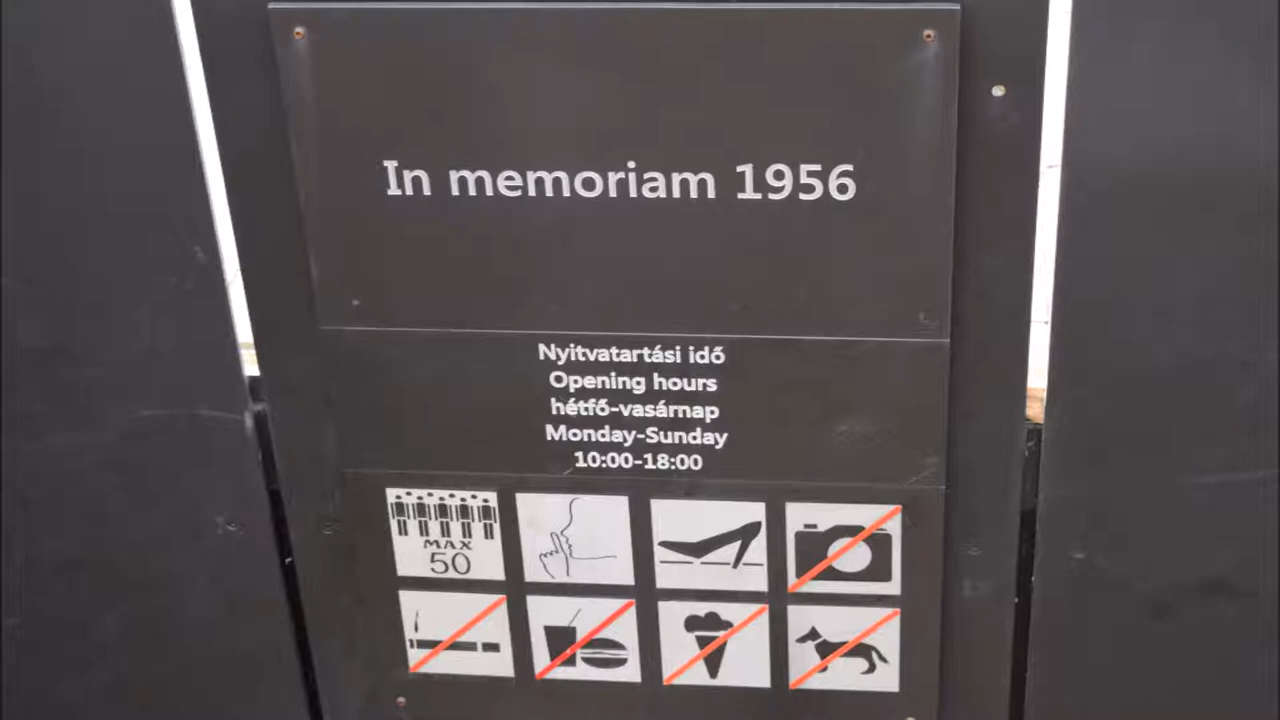 In memoriam 1956
Nyitvatartási idő
Opening hours
hétfő-vasárnap
Monday-Sunday
10:00-18:00
MAX
50